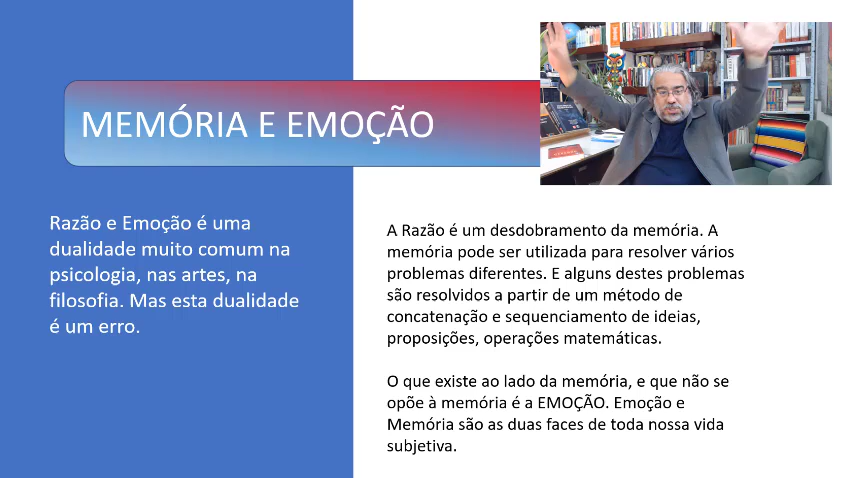 MEMÓRIA E EMOÇÃO
Razão e Emoção é uma
dualidade muito comum na
psicologia, nas artes, na
filosofia. Mas esta dualidade
é um erro.
A Razão é um desdobramento da memória. A
memória pode ser utilizada para resolver vários
problemas diferentes. E alguns destes problemas
são resolvidos a partir de um método de
concatenação e sequenciamento de ideias,
proposições, operações matemáticas.
O que existe ao lado da memória, e que não se
opõe à memória é a EMOÇÃO. Emoção e
Memória são as duas faces de toda nossa vida
subjetiva.